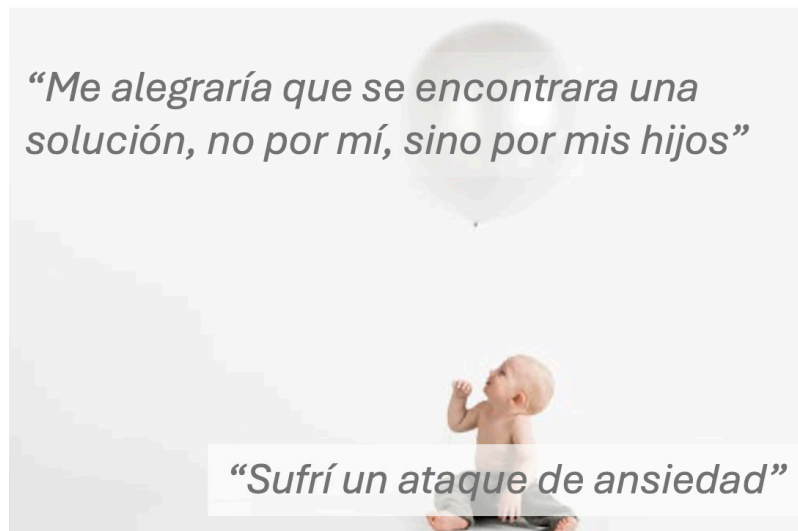 “Me alegraría que se encontrara una
solución, no por mí, sino por mis hijos”
“Sufrí un ataque de ansiedad”